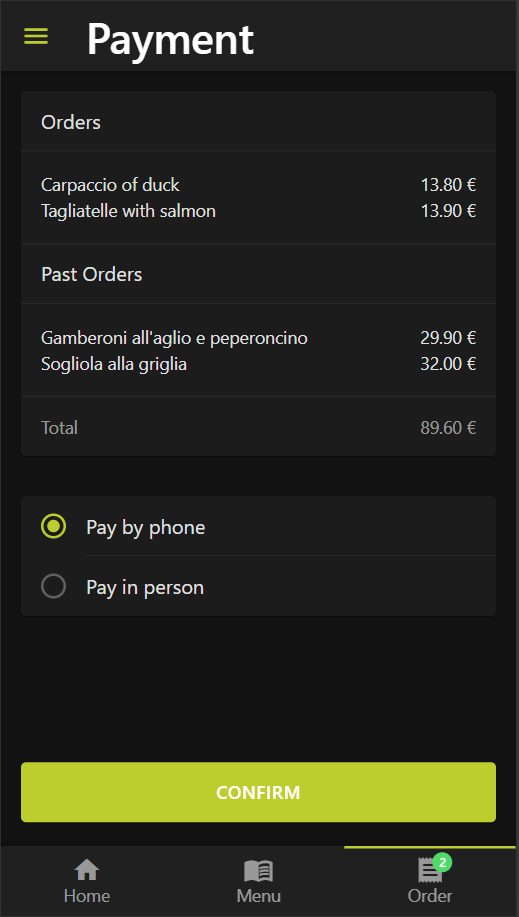 Payment
Orders
Carpaccio of duck 13.80 €
Tagliatelle with salmon 13.90 €
Past Orders
Gamberoni all'aglio e peperoncino 29.90 €
Sogliola alla griglia 32.00 €
Total 89.60 €
Pay by phone
Pay in person
CONFIRM
2
Home Menu Order